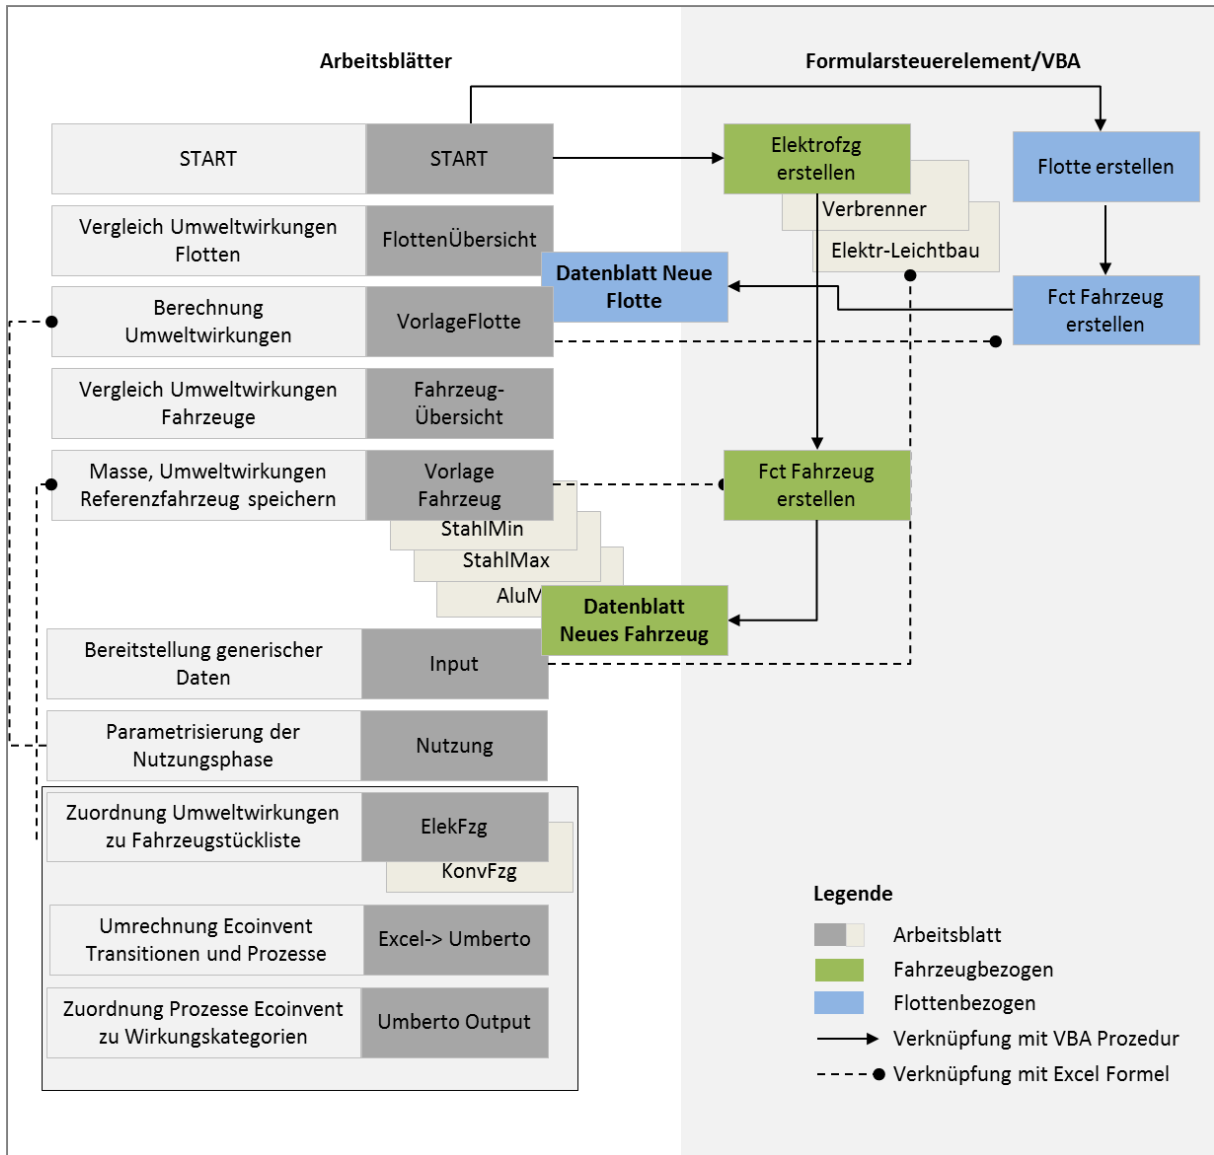 Arbeitsblätter
Formularsteuerelement/VBA
START
START
Elektrofzg
erstellen
Flotte erstellen
Verbrenner
Elektr-Leichtbau
Vergleich Umweltwirkungen
Flotten
FlottenÜbersicht
Datenblatt Neue
Flotte
Fct Fahrzeug
erstellen
Berechnung
Umweltwirkungen
VorlageFlotte
Vergleich Umweltwirkungen
Fahrzeuge
Fahrzeug-
Übersicht
Masse, Umweltwirkungen
Referenzfahrzeug speichern
Vorlage
Fahrzeug
Fct Fahrzeug
erstellen
StahlMin
StahlMax
AluM
Datenblatt
Neues Fahrzeug
Bereitstellung generischer
Daten
Input
Parametrisierung der
Nutzungsphase
Nutzung
Zuordnung Umweltwirkungen
zu Fahrzeugstückliste
ElekFzg
KonvFzg
Umrechnung Ecoinvent
Transitionen und Prozesse
Excel-> Umberto
Zuordnung Prozesse Ecoinvent
zu Wirkungskategorien
Umberto Output
Legende
Arbeitsblatt
Fahrzeugbezogen
Flottenbezogen
Verknüpfung mit VBA Prozedur
Verknüpfung mit Excel Formel